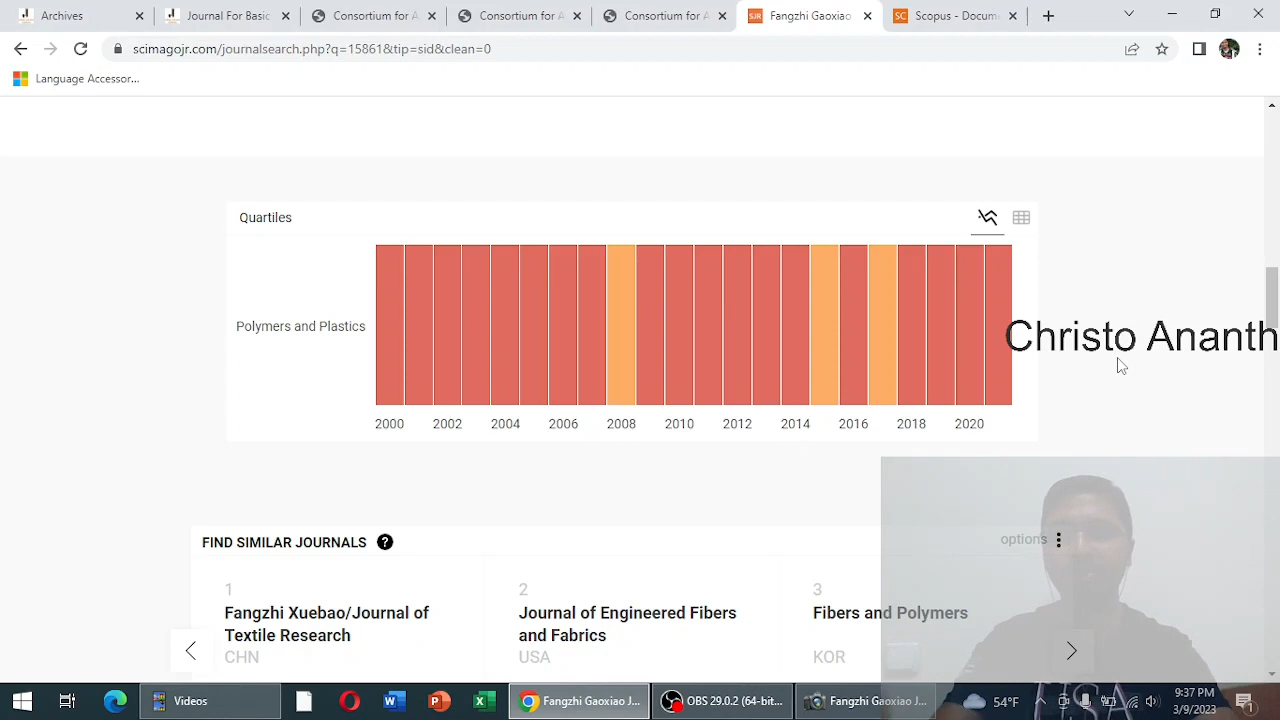 Archives
Journal For Basic
Consortium for A
Consortium for A
Consortium for A
Fangzhi Gaoxiao
Scopus - Docume
scimagojr.com/journalsearch.php?q=15861&tip=sid&clean=0
Language Accessor...
Quartiles
Polymers and Plastics
Christo Ananth
2000 2002 2004 2006 2008 2010 2012 2014 2016 2018 2020
FIND SIMILAR JOURNALS ?
options
1
Fangzhi Xuebao/Journal of
Textile Research
CHN
2
Journal of Engineered Fibers
and Fabrics
USA
3
Fibers and Polymers
KOR
Videos
Fangzhi Gaoxiao J...
OBS 29.0.2 (64-bit...
Fangzhi Gaoxiao J...
54°F
9:37 PM
3/9/2023